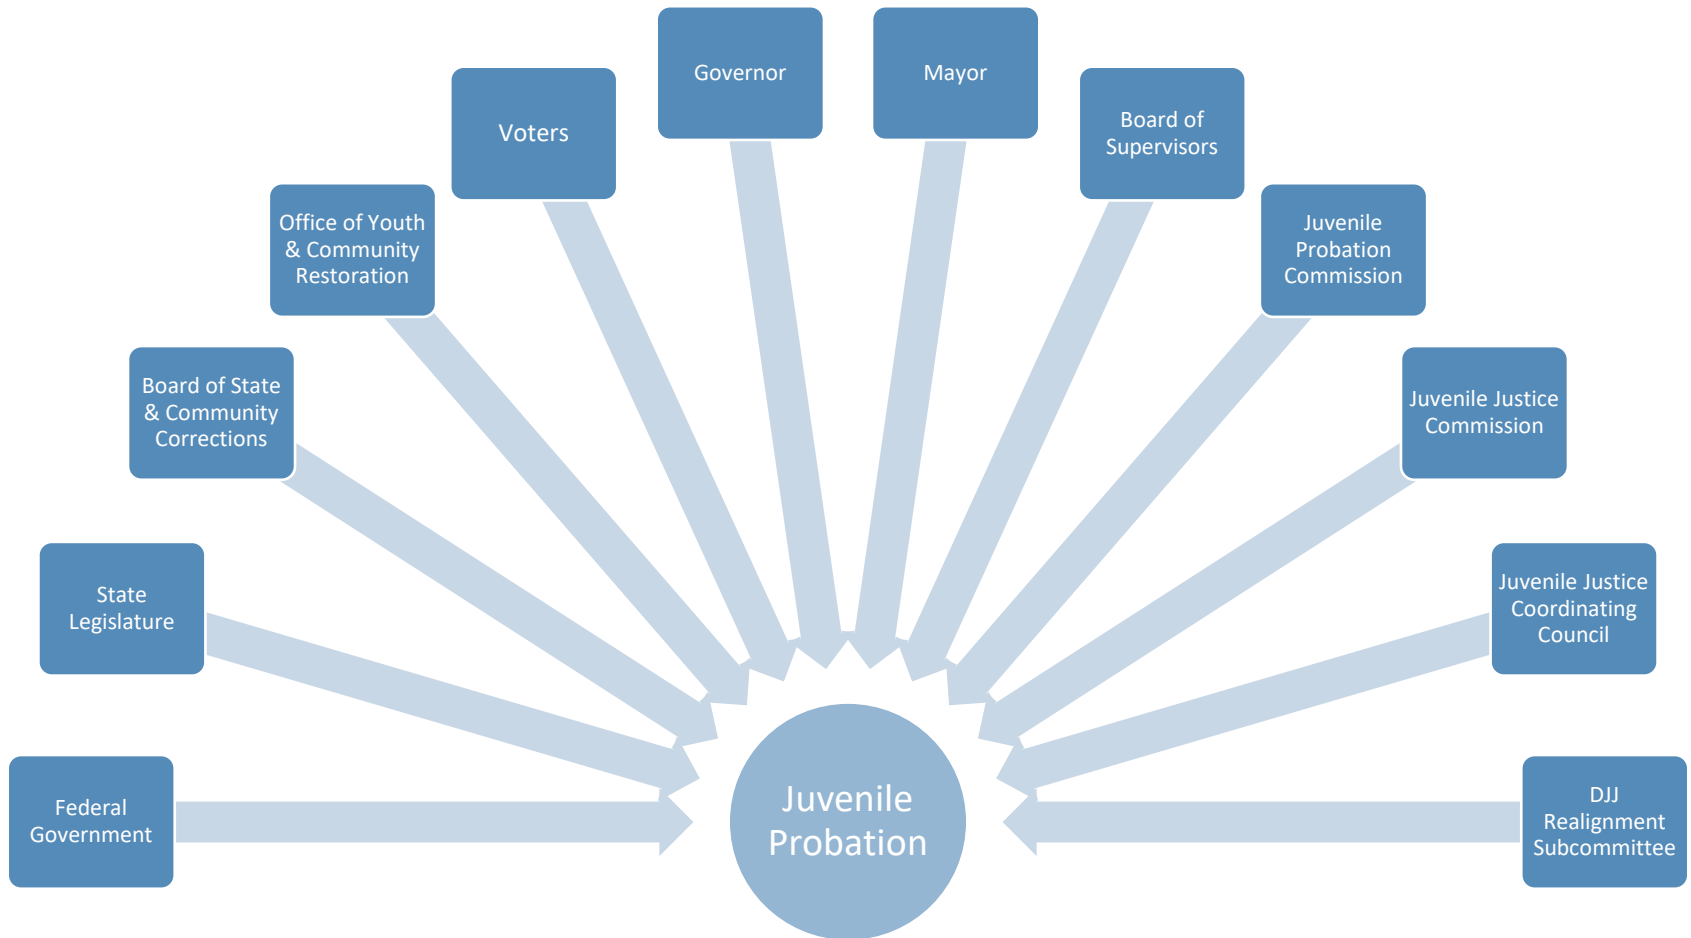 Governor
Mayor
Voters
Board of
Supervisors
Office of Youth
& Community
Restoration
Juvenile
Probation
Commission
Board of State
& Community
Corrections
Juvenile Justice
Commission
State
Legislature
Juvenile Justice
Coordinating
Council
Federal
Government
Juvenile
Probation
DJJ
Realignment
Subcommittee